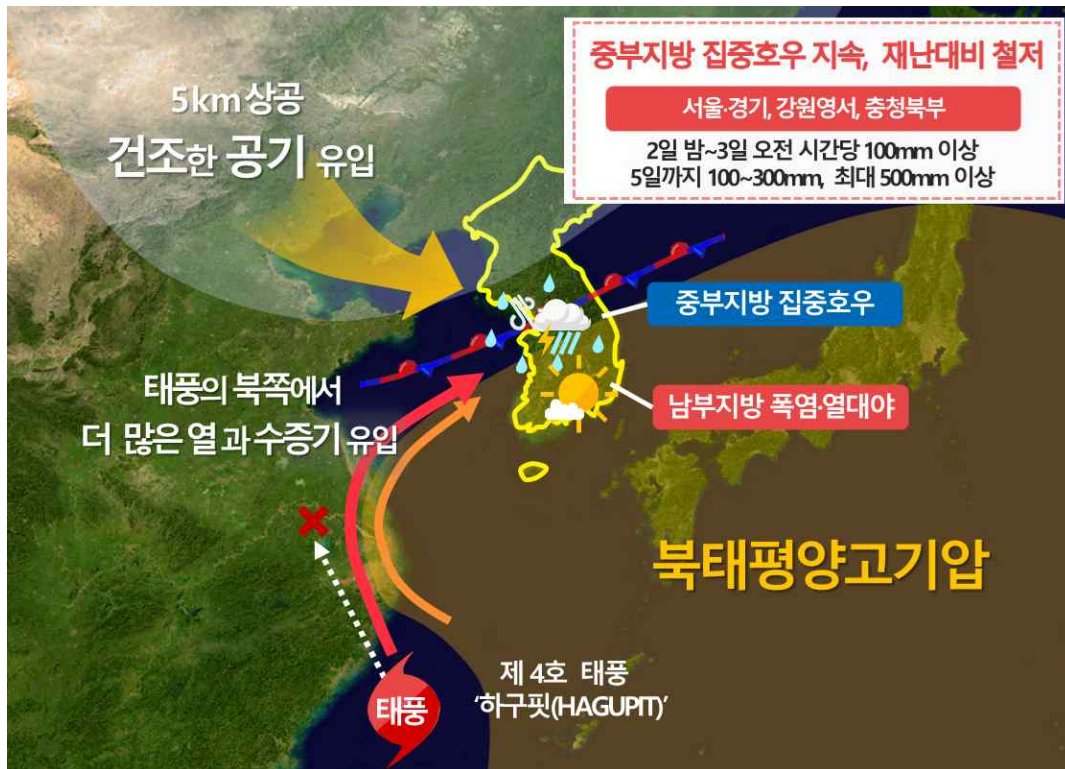 중부지방 집중호우 지속, 재난대비 철저
서울·경기, 강원영서, 충청북부
2일 밤~3일 오전 시간당 100mm 이상
5일까지 100~300mm, 최대 500mm 이상
5km 상공
건조한 공기 유입
중부지방 집중호우
남부지방 폭염·열대야
태풍의 북쪽에서
더 많은 열과 수증기 유입
북태평양고기압
제 4호 태풍
'하구핏(HAGUPIT)'
태풍